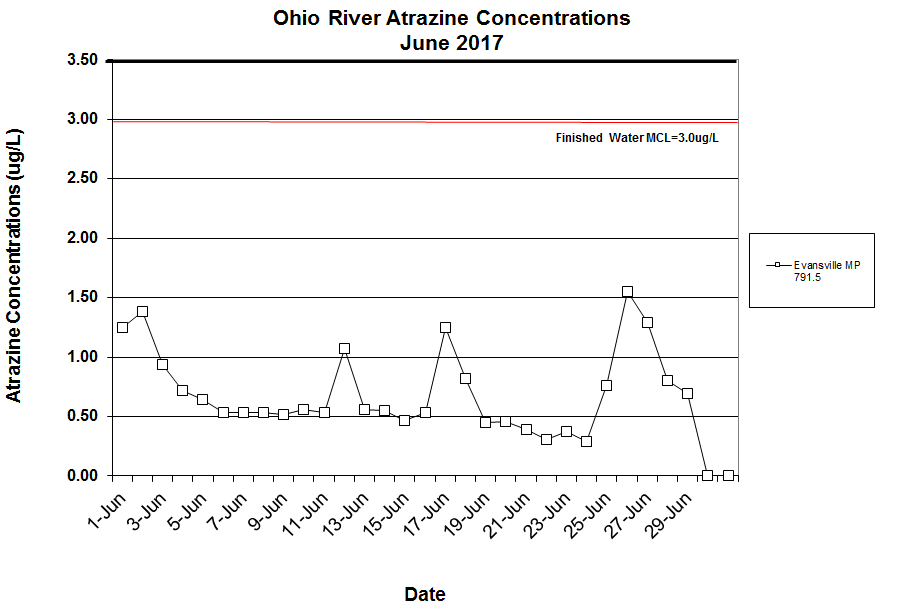 Ohio River Atrazine Concentrations
June 2017
Atrazine Concentrations (ug/L)
3.50
3.00
2.50
2.00
1.50
1.00
0.50
0.00
Finished Water MCL=3.0ug/L
Evansville MP
791.5
1-Jun
3-Jun
5-Jun
7-Jun
9-Jun
11-Jun
13-Jun
15-Jun
17-Jun
19-Jun
21-Jun
23-Jun
25-Jun
27-Jun
29-Jun
Date